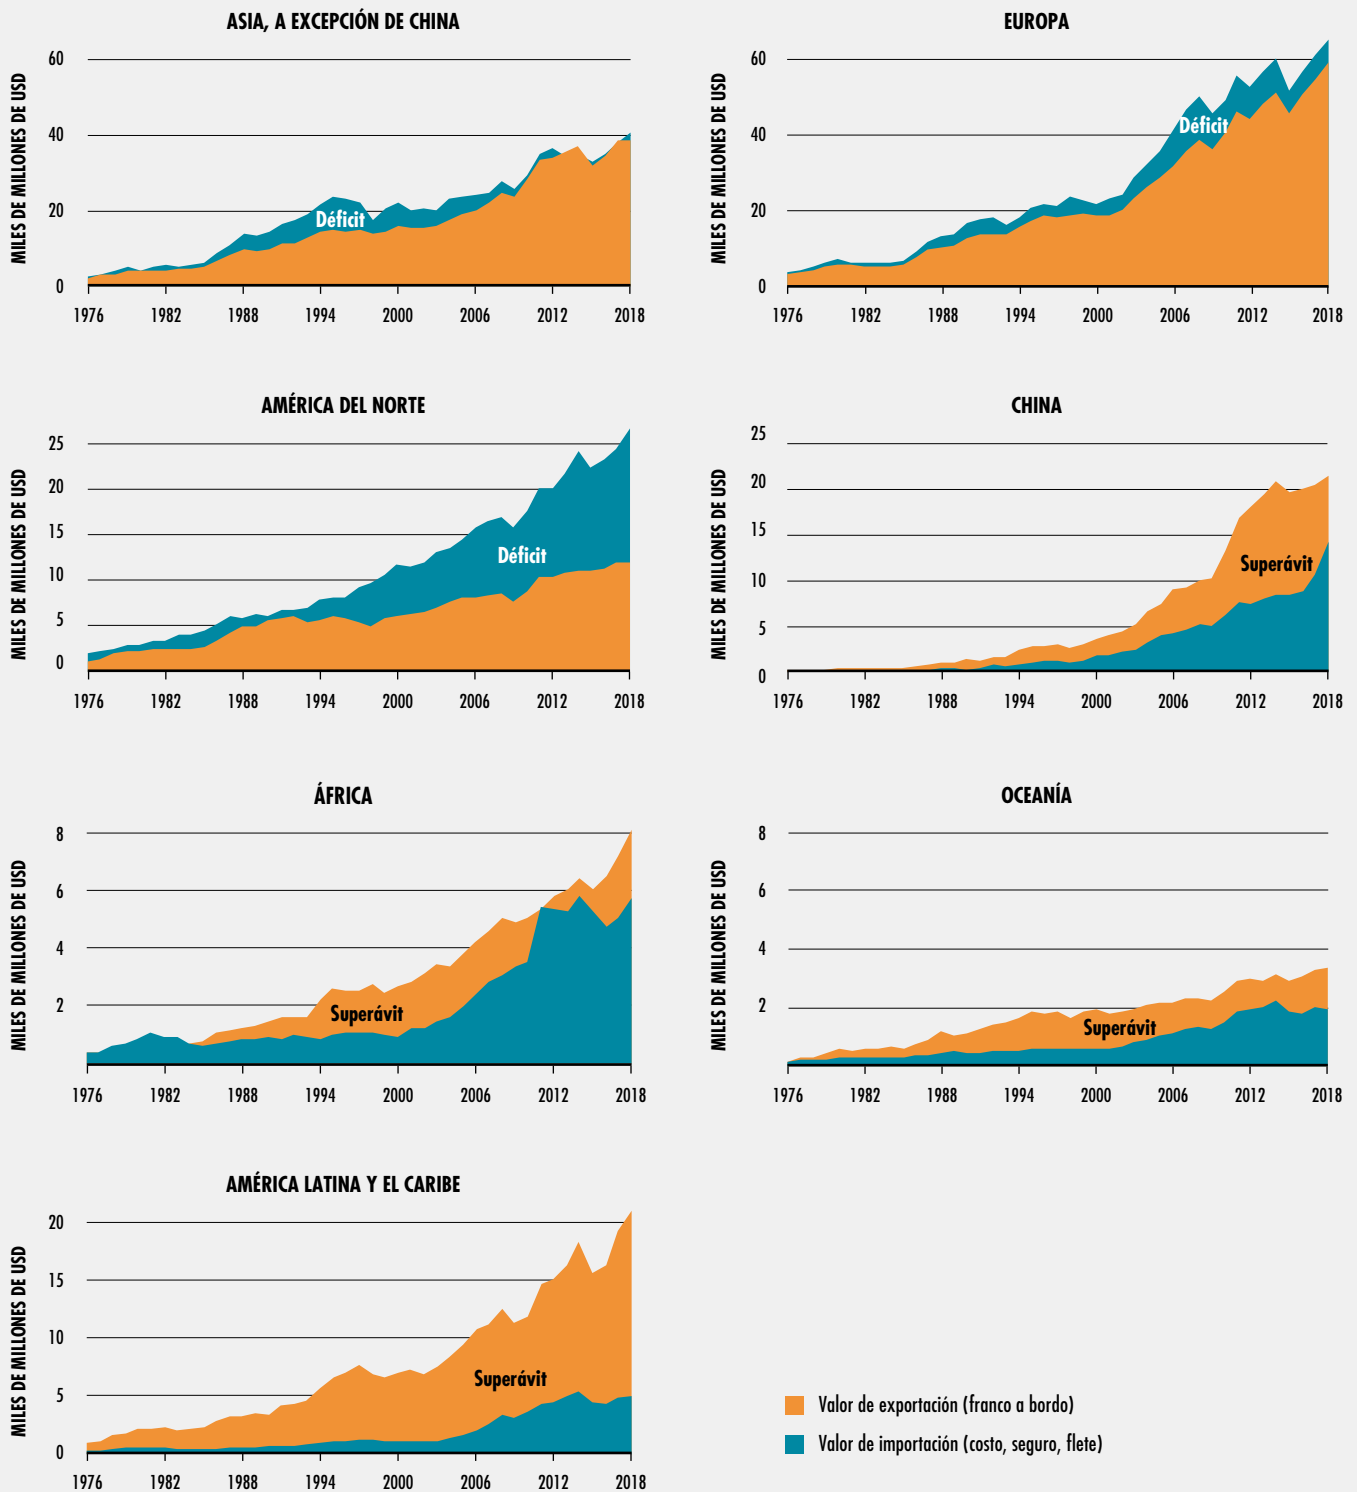 ASIA, A EXCEPCIÓN DE CHINA
MILES DE MILLONES DE USD
60
40
20
0
Déficit
1976 1982 1988 1994 2000 2006 2012 2018
EUROPA
MILES DE MILLONES DE USD
60
40
20
0
Déficit
1976 1982 1988 1994 2000 2006 2012 2018
AMÉRICA DEL NORTE
MILES DE MILLONES DE USD
25
20
15
10
5
0
Déficit
1976 1982 1988 1994 2000 2006 2012 2018
CHINA
MILES DE MILLONES DE USD
25
20
15
10
5
0
Superávit
1976 1982 1988 1994 2000 2006 2012 2018
ÁFRICA
MILES DE MILLONES DE USD
8
6
4
2
Superávit
1976 1982 1988 1994 2000 2006 2012 2018
OCEANÍA
MILES DE MILLONES DE USD
8
6
4
2
Superávit
1976 1982 1988 1994 2000 2006 2012 2018
AMÉRICA LATINA Y EL CARIBE
MILES DE MILLONES DE USD
20
15
10
5
0
Superávit
1976 1982 1988 1994 2000 2006 2012 2018
Valor de exportación (franco a bordo)
Valor de importación (costo, seguro, flete)